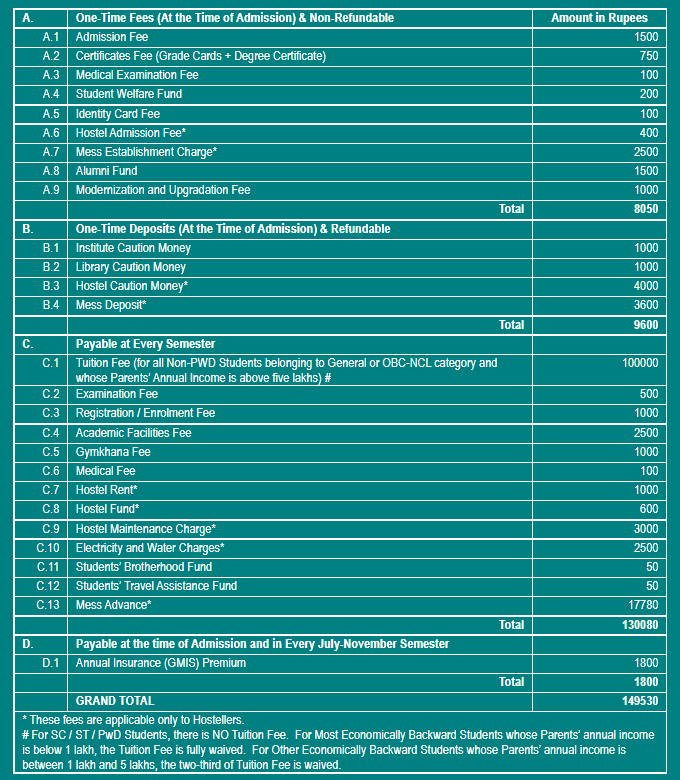 A. One-Time Fees (At the Time of Admission) & Non-Refundable Amount in Rupees
A.1 Admission Fee 1500
A.2 Certificates Fee (Grade Cards + Degree Certificate) 750
A.3 Medical Examination Fee 100
A.4 Student Welfare Fund 200
A.5 Identity Card Fee 100
A.6 Hostel Admission Fee* 400
A.7 Mess Establishment Charge* 2500
A.8 Alumni Fund 1500
A.9 Modernization and Upgradation Fee 1000
Total 8050
B. One-Time Deposits (At the Time of Admission) & Refundable
B.1 Institute Caution Money 1000
B.2 Library Caution Money 1000
B.3 Hostel Caution Money* 4000
B.4 Mess Deposit* 3600
Total 9600
C. Payable at Every Semester
C.1 Tuition Fee (for all Non-PWD Students belonging to General or OBC-NCL category and 100000
whose Parents' Annual Income is above five lakhs) #
C.2 Examination Fee 500
C.3 Registration / Enrolment Fee 1000
C.4 Academic Facilities Fee 2500
C.5 Gymkhana Fee 1000
C.6 Medical Fee 100
C.7 Hostel Rent* 1000
C.8 Hostel Fund* 600
C.9 Hostel Maintenance Charge* 3000
C.10 Electricity and Water Charges* 2500
C.11 Students' Brotherhood Fund 50
C.12 Students' Travel Assistance Fund 50
C.13 Mess Advance* 17780
Total 130080
D. Payable at the time of Admission and in Every July-November Semester
D.1 Annual Insurance (GMIS) Premium 1800
Total 1800
GRAND TOTAL 149530
* These fees are applicable only to Hostellers.
# For SC / ST / PwD Students, there is NO Tuition Fee. For Most Economically Backward Students whose Parents' annual income
is below 1 lakh, the Tuition Fee is fully waived. For Other Economically Backward Students whose Parents' annual income is
between 1 lakh and 5 lakhs, the two-third of Tuition Fee is waived.